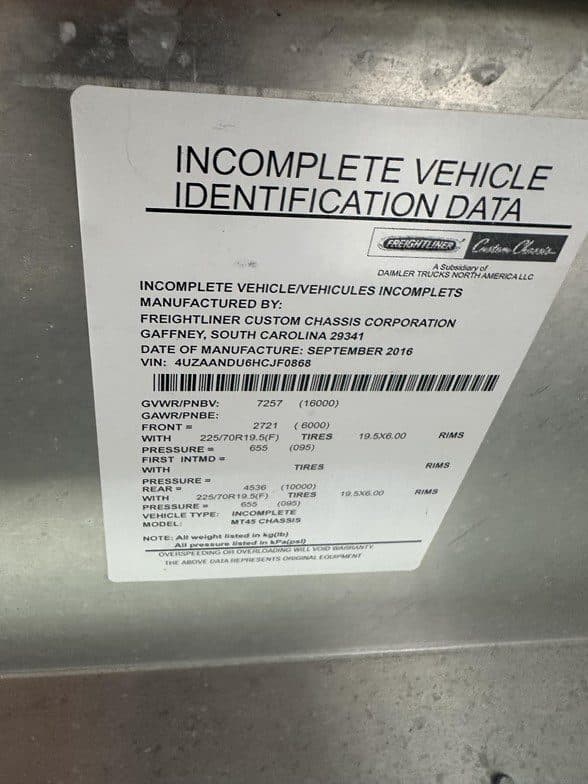 INCOMPLETE VEHICLE
IDENTIFICATION DATA
FREIGHTLINER Custom Chassis
A Subsidiary of
DAIMLER TRUCKS NORTH AMERICA LLC
INCOMPLETE VEHICLE/VEHICULES INCOMPLETS
MANUFACTURED BY:
FREIGHTLINER CUSTOM CHASSIS CORPORATION
GAFFNEY, SOUTH CAROLINA 29341
DATE OF MANUFACTURE: SEPTEMBER 2016
VIN: 4UZAANDU6HCJF0868
GVWR/PNBV: 7257 (16000)
GAWR/PNBE:
FRONT = 2721 ( 6000)
WITH 225/70R19.5(F) TIRES 19.5X6.00 RIMS
PRESSURE = 655 (095)
FIRST INTMD =
WITH TIRES RIMS
PRESSURE =
REAR = 4536 (10000)
WITH 225/70R19.5(F) TIRES 19.5X6.00 RIMS
PRESSURE = 655 (095)
VEHICLE TYPE: INCOMPLETE
MODEL: MT45 CHASSIS
NOTE: All weight listed in kg(lb)
All pressure listed in kPa(psi)
OVERSPEEDING OR OVERLOADING WILL VOID WARRANTY
THE ABOVE DATA REPRESENTS ORIGINAL EQUIPMENT